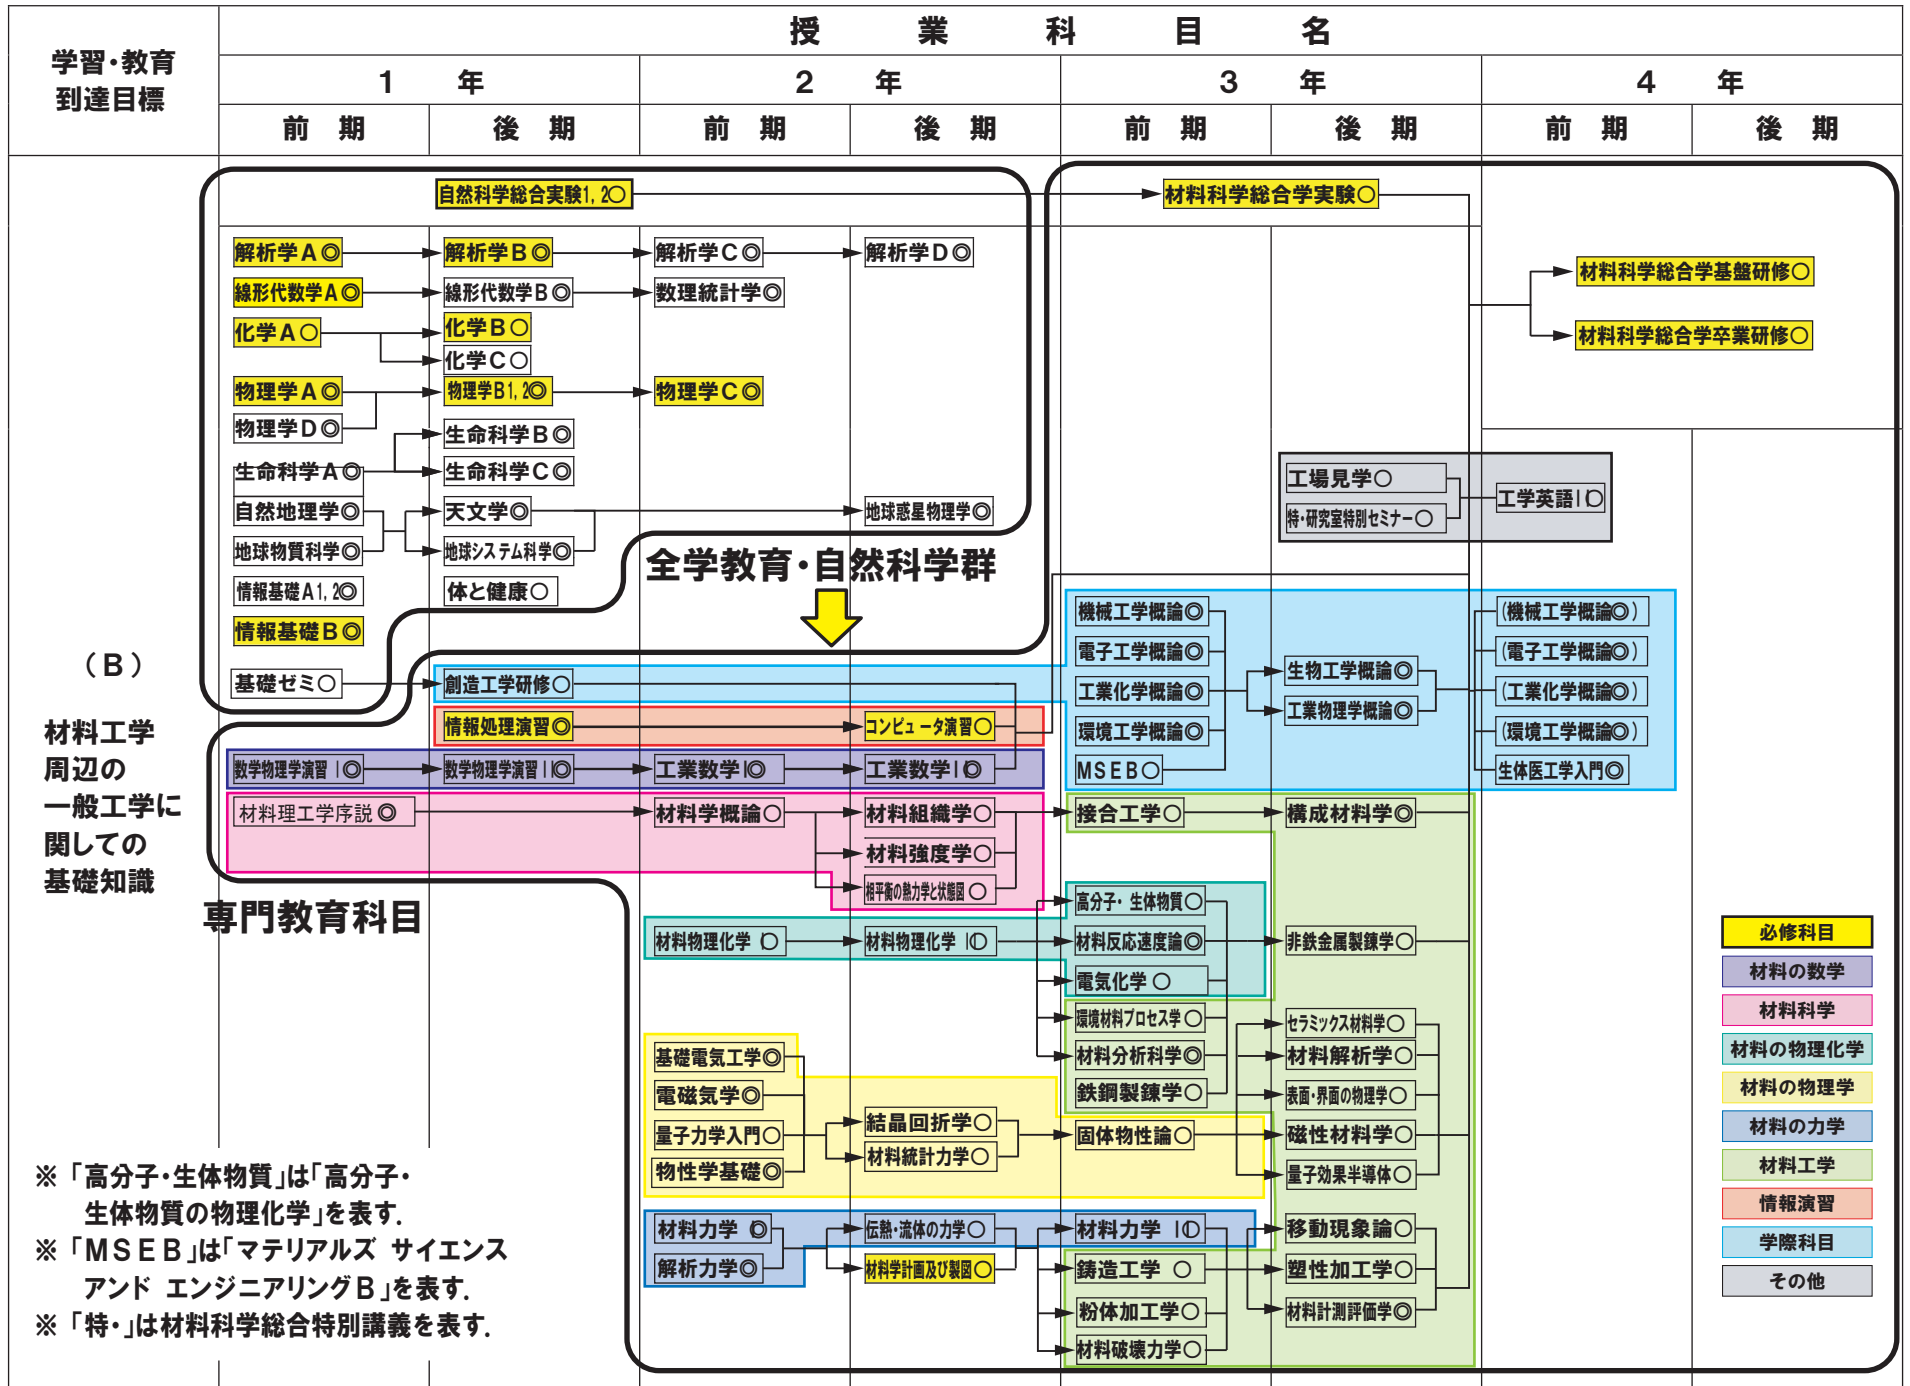 学習・教育
到達目標
授業科目名
1年
2年
3年
4年
前期
後期
前期
後期
前期
後期
前期
後期
自然科学総合実験1, 2○
材料科学総合学実験○
解析学A◎
解析学B◎
解析学C◎
解析学D◎
線形代数学A◎
線形代数学B◎
数理統計学◎
材料科学総合学基盤研修○
化学A○
化学B○
材料科学総合学卒業研修○
化学C○
物理学A◎
物理学B1, 2◎
物理学C◎
物理学D◎
生命科学B◎
生命科学A◎
生命科学C◎
工場見学○
工学英語II○
自然地理学◎
天文学◎
地球惑星物理学◎
特・研究室特別セミナー○
地球物質科学◎
地球システム科学◎
全学教育・自然科学群
情報基礎A1, 2◎
体と健康○
機械工学概論◎
(機械工学概論◎)
情報基礎B◎
電子工学概論◎
(電子工学概論◎)
(B)
材料工学
周辺の
一般工学に
関しての
基礎知識
基礎ゼミ○
創造工学研修○
工業化学概論◎
生物工学概論◎
(工業化学概論◎)
工業物理学概論◎
情報処理演習◎
コンピュータ演習○
環境工学概論◎
(環境工学概論◎)
数学物理学演習 I◎
数学物理学演習 II◎
工業数学I◎
工業数学II◎
MSEB○
生体医工学入門◎
材料理工学序説◎
材料学概論○
材料組織学○
接合工学○
構成材料学◎
材料強度学○
相平衡の熱力学と状態図○
専門教育科目
高分子・生体物質○
材料物理化学 I○
材料物理化学 II○
材料反応速度論◎
非鉄金属製錬学○
電気化学○
環境材料プロセス学○
セラミックス材料学○
基礎電気工学◎
材料分析科学◎
材料解析学○
電磁気学◎
鉄鋼製錬学○
表面・界面の物理学○
量子力学入門○
結晶回折学○
固体物性論○
磁性材料学○
物性学基礎◎
材料統計力学○
量子効果半導体○
材料力学 I◎
伝熱・流体の力学○
材料力学 II○
移動現象論○
解析力学◎
材料学計画及び製図○
鋳造工学○
塑性加工学○
粉体加工学○
材料計測評価学◎
材料破壊力学○
必修科目
材料の数学
材料科学
材料の物理化学
材料の物理学
材料の力学
材料工学
情報演習
学際科目
その他
※「高分子・生体物質」は「高分子・
生体物質の物理化学」を表す.
※「MSEB」は「マテリアルズ サイエンス
アンド エンジニアリングB」を表す.
※「特・」は材料科学総合特別講義を表す.